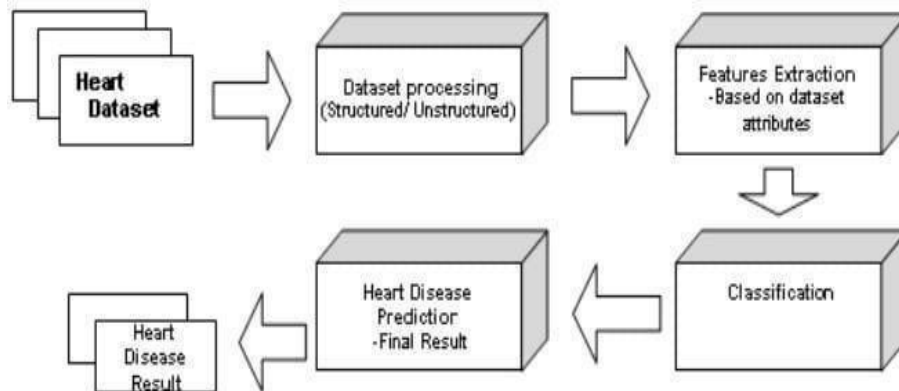 Heart
Dataset
Dataset processing
(Structured/ Unstructured)
Features Extraction
-Based on dataset
attributes
Classification
Heart Disease
Prediction
-Final Result
Heart
Disease
Result